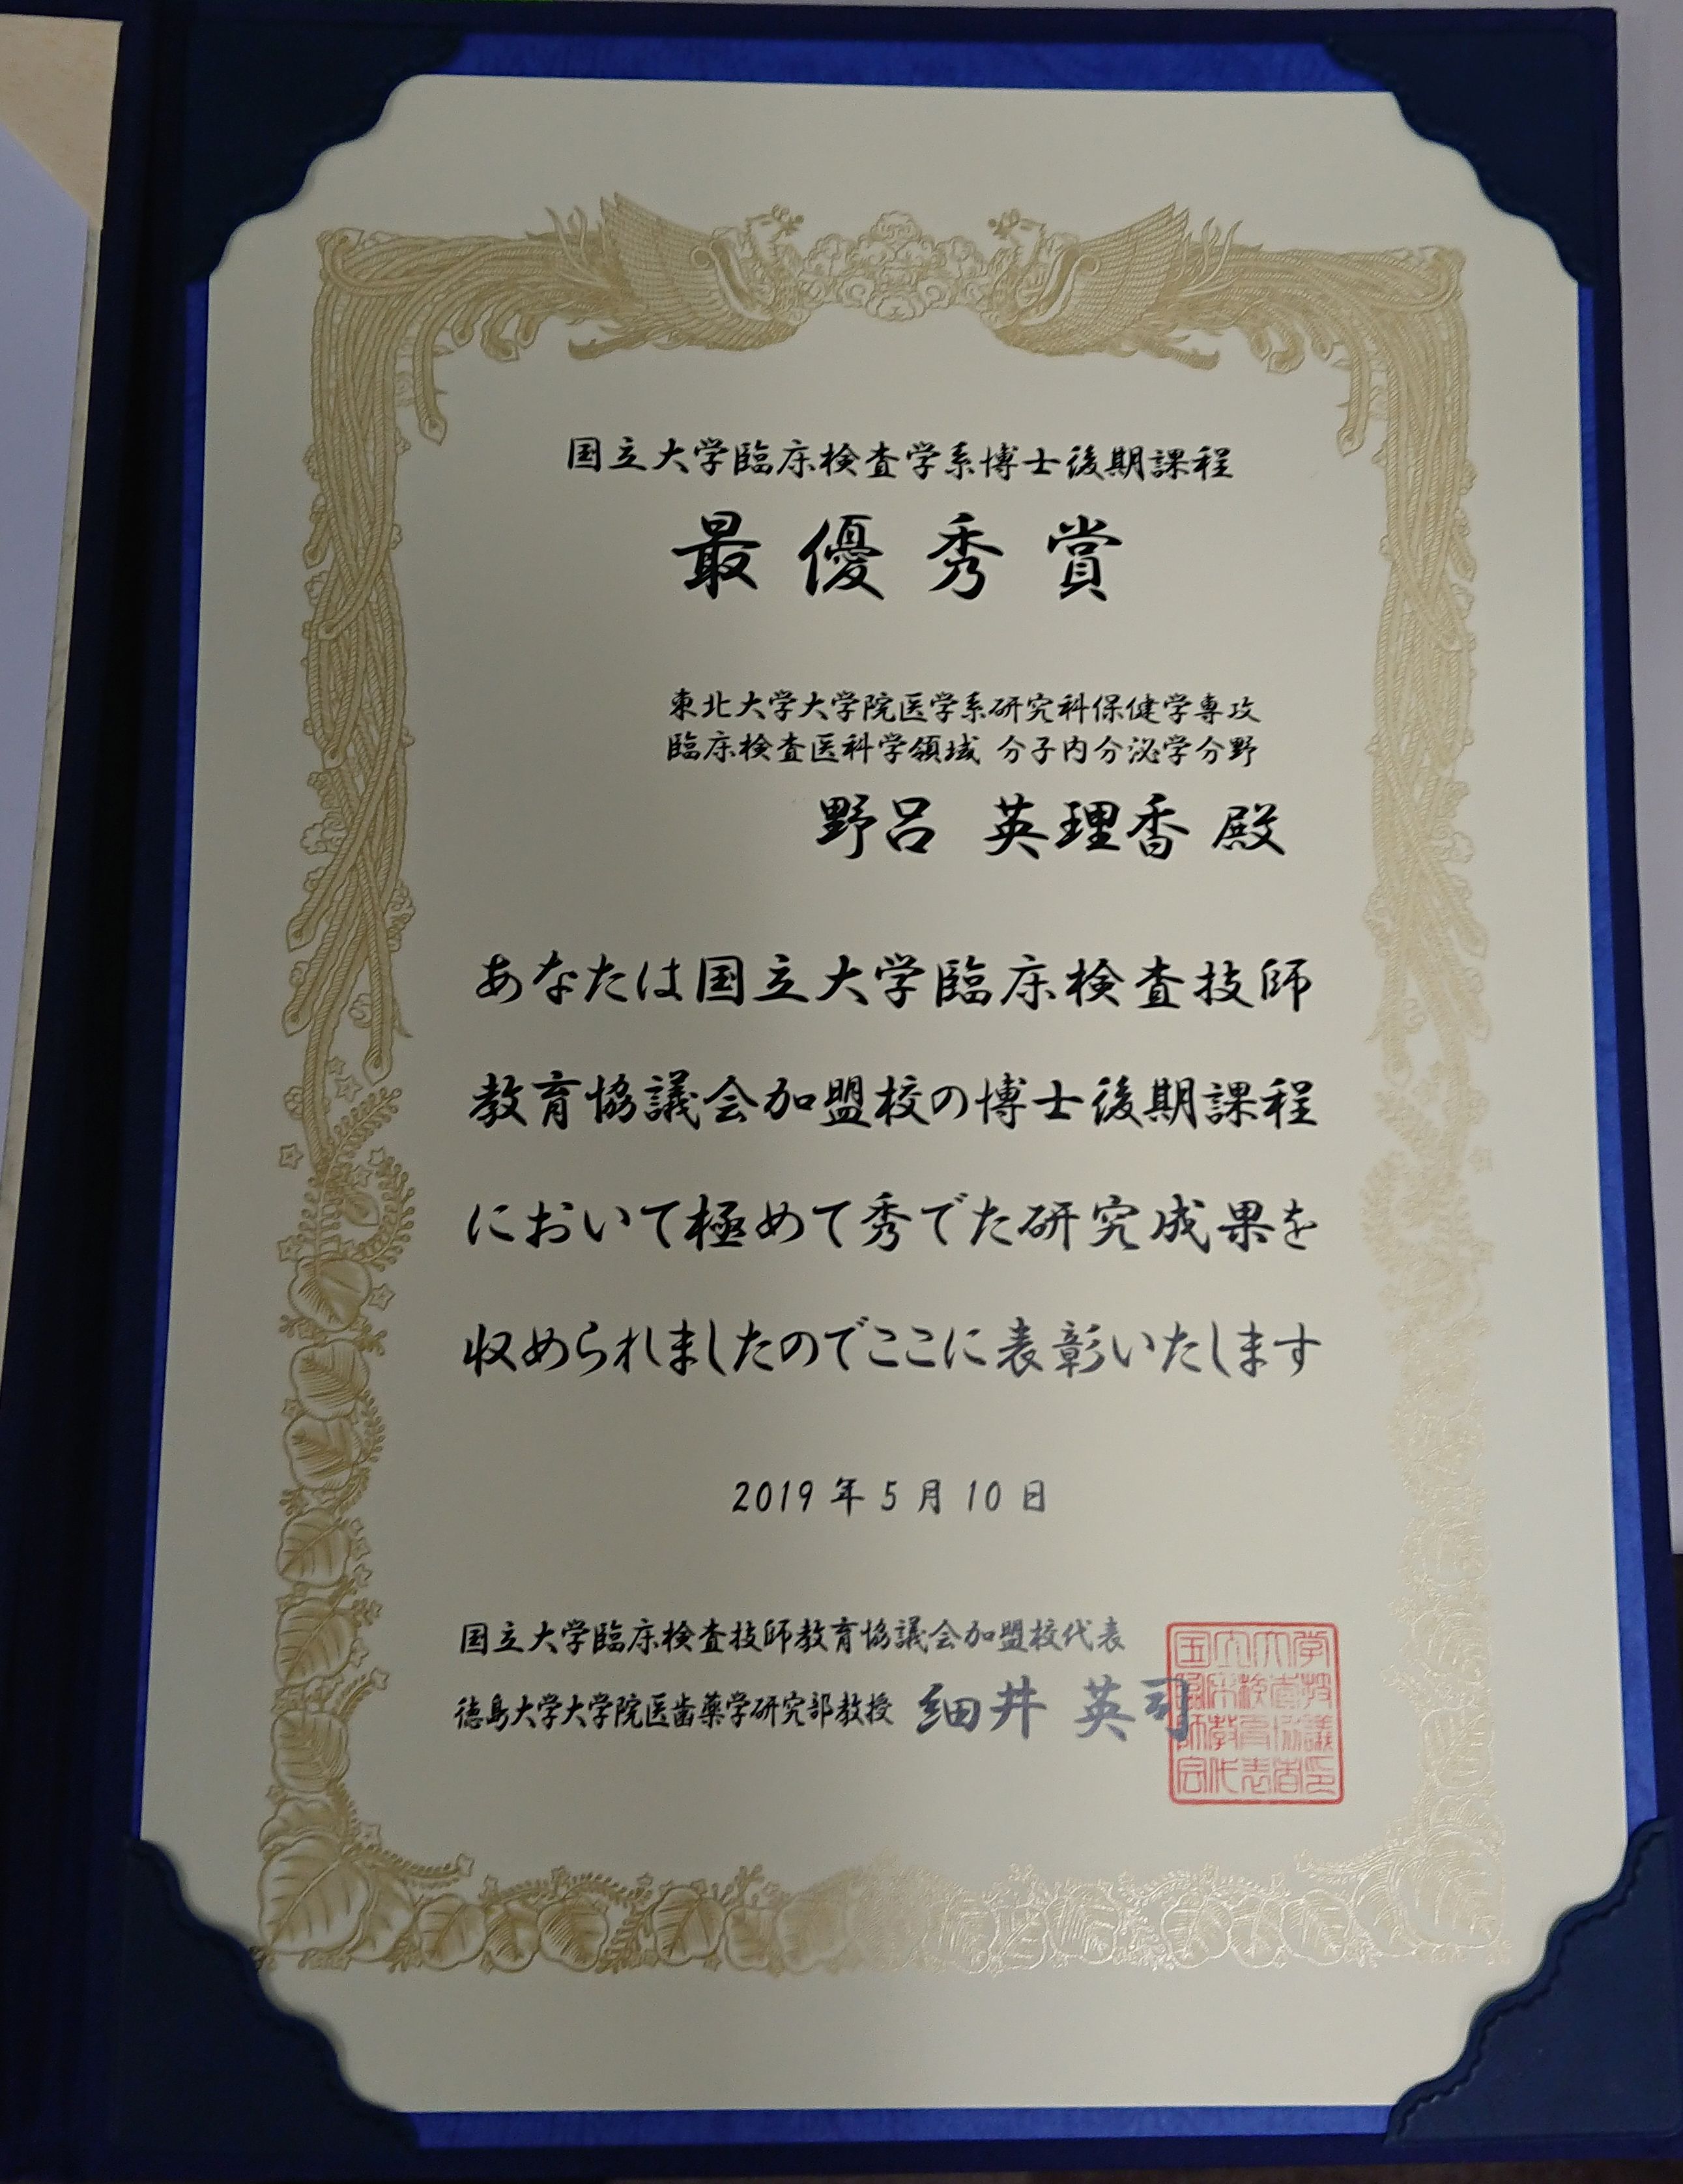 国立大学臨床検査学系博士後期課程
最優秀賞
東北大学大学院医学系研究科保健学専攻
臨床検査医科学領域 分子内分泌学分野
野呂 英理香 殿
あなたは国立大学臨床検査技師
教育協議会加盟校の博士後期課程
において極めて秀でた研究成果を
収められましたのでここに表彰いたします
2019年5月10日
国立大学臨床検査技師教育協議会加盟校代表
徳島大学大学院医歯薬学研究部教授 細井 英司